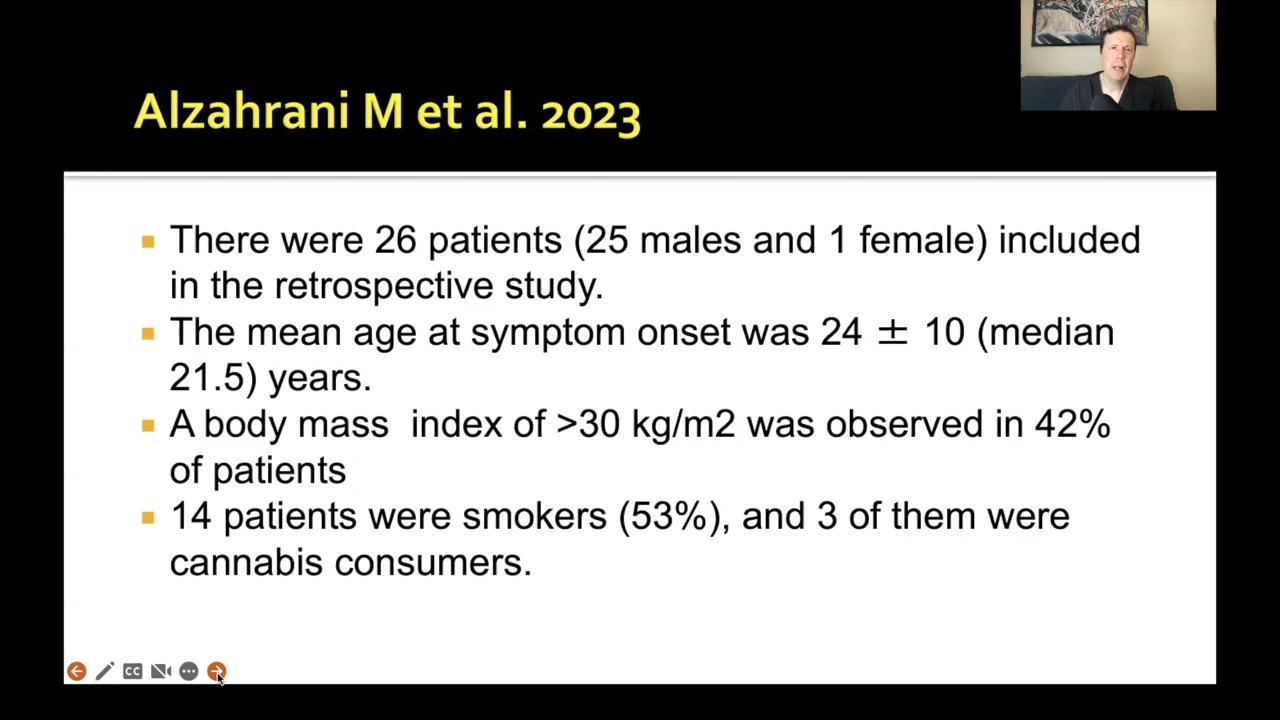 Alzahrani M et al. 2023
There were 26 patients (25 males and 1 female) included
in the retrospective study.
The mean age at symptom onset was 24 ± 10 (median
21.5) years.
A body mass  index of >30 kg/m2 was observed in 42%
of patients
14 patients were smokers (53%), and 3 of them were
cannabis consumers.
CC